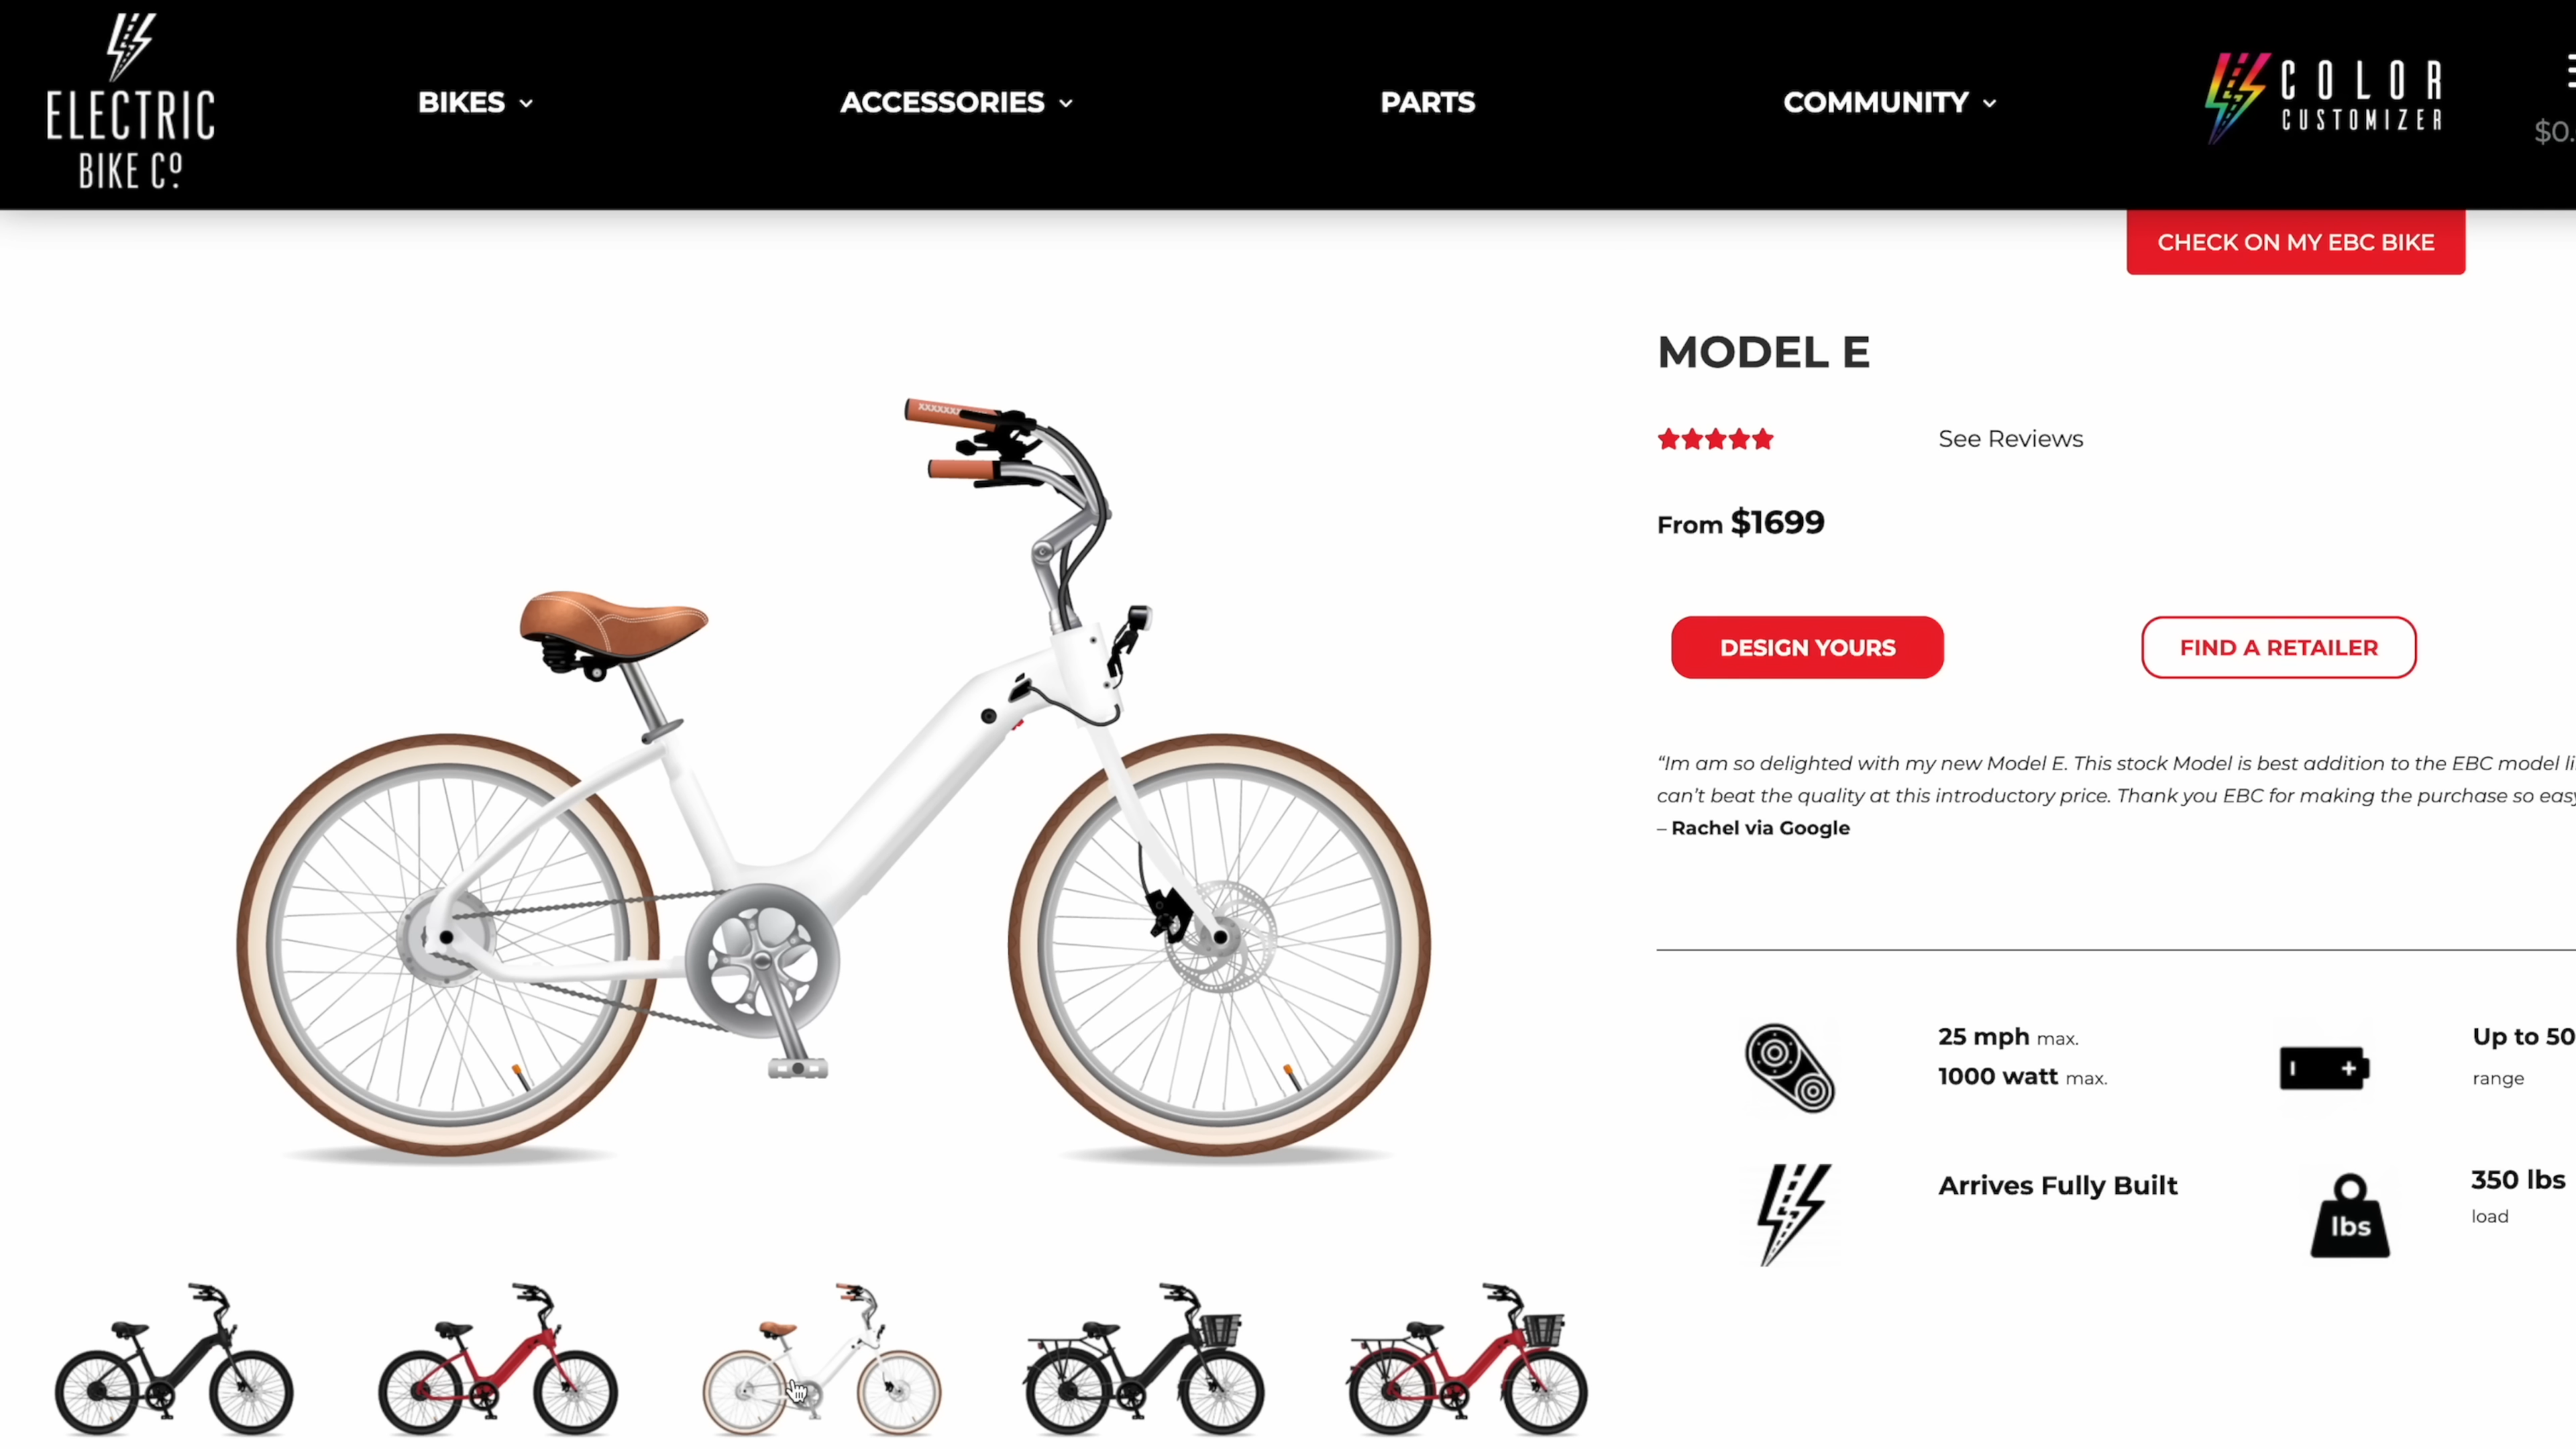 ELECTRIC
BIKE Cº
BIKES
ACCESSORIES
PARTS
COMMUNITY
COLOR
CUSTOMIZER
$0.
CHECK ON MY EBC BIKE
MODEL E
See Reviews
From $1699
DESIGN YOURS
FIND A RETAILER
“Im am so delighted with my new Model E. This stock Model is best addition to the EBC model li
can’t beat the quality at this introductory price. Thank you EBC for making the purchase so easy
– Rachel via Google
25 mph max.
1000 watt max.
Up to 50
range
Arrives Fully Built
lbs
350 lbs
load